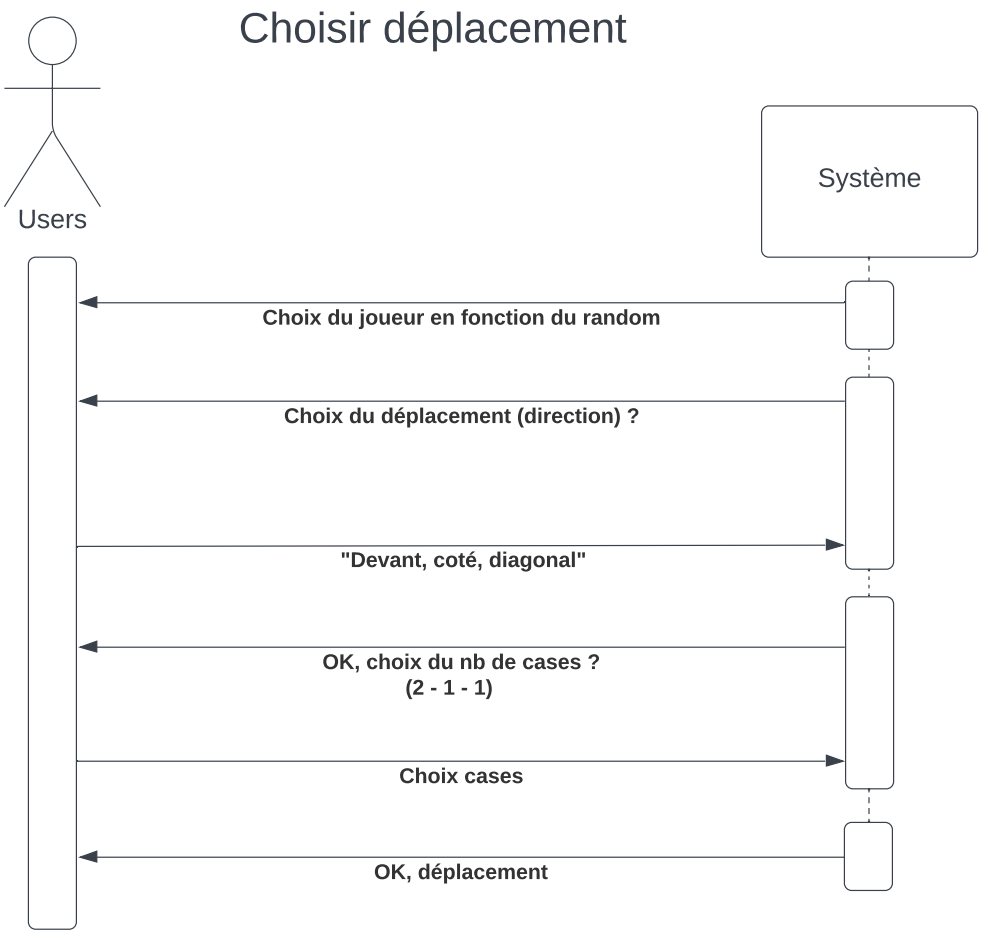 Choisir déplacement
Système
Users
Choix du joueur en fonction du random
Choix du déplacement (direction) ?
"Devant, coté, diagonal"
OK, choix du nb de cases ?
(2 - 1 - 1)
Choix cases
OK, déplacement